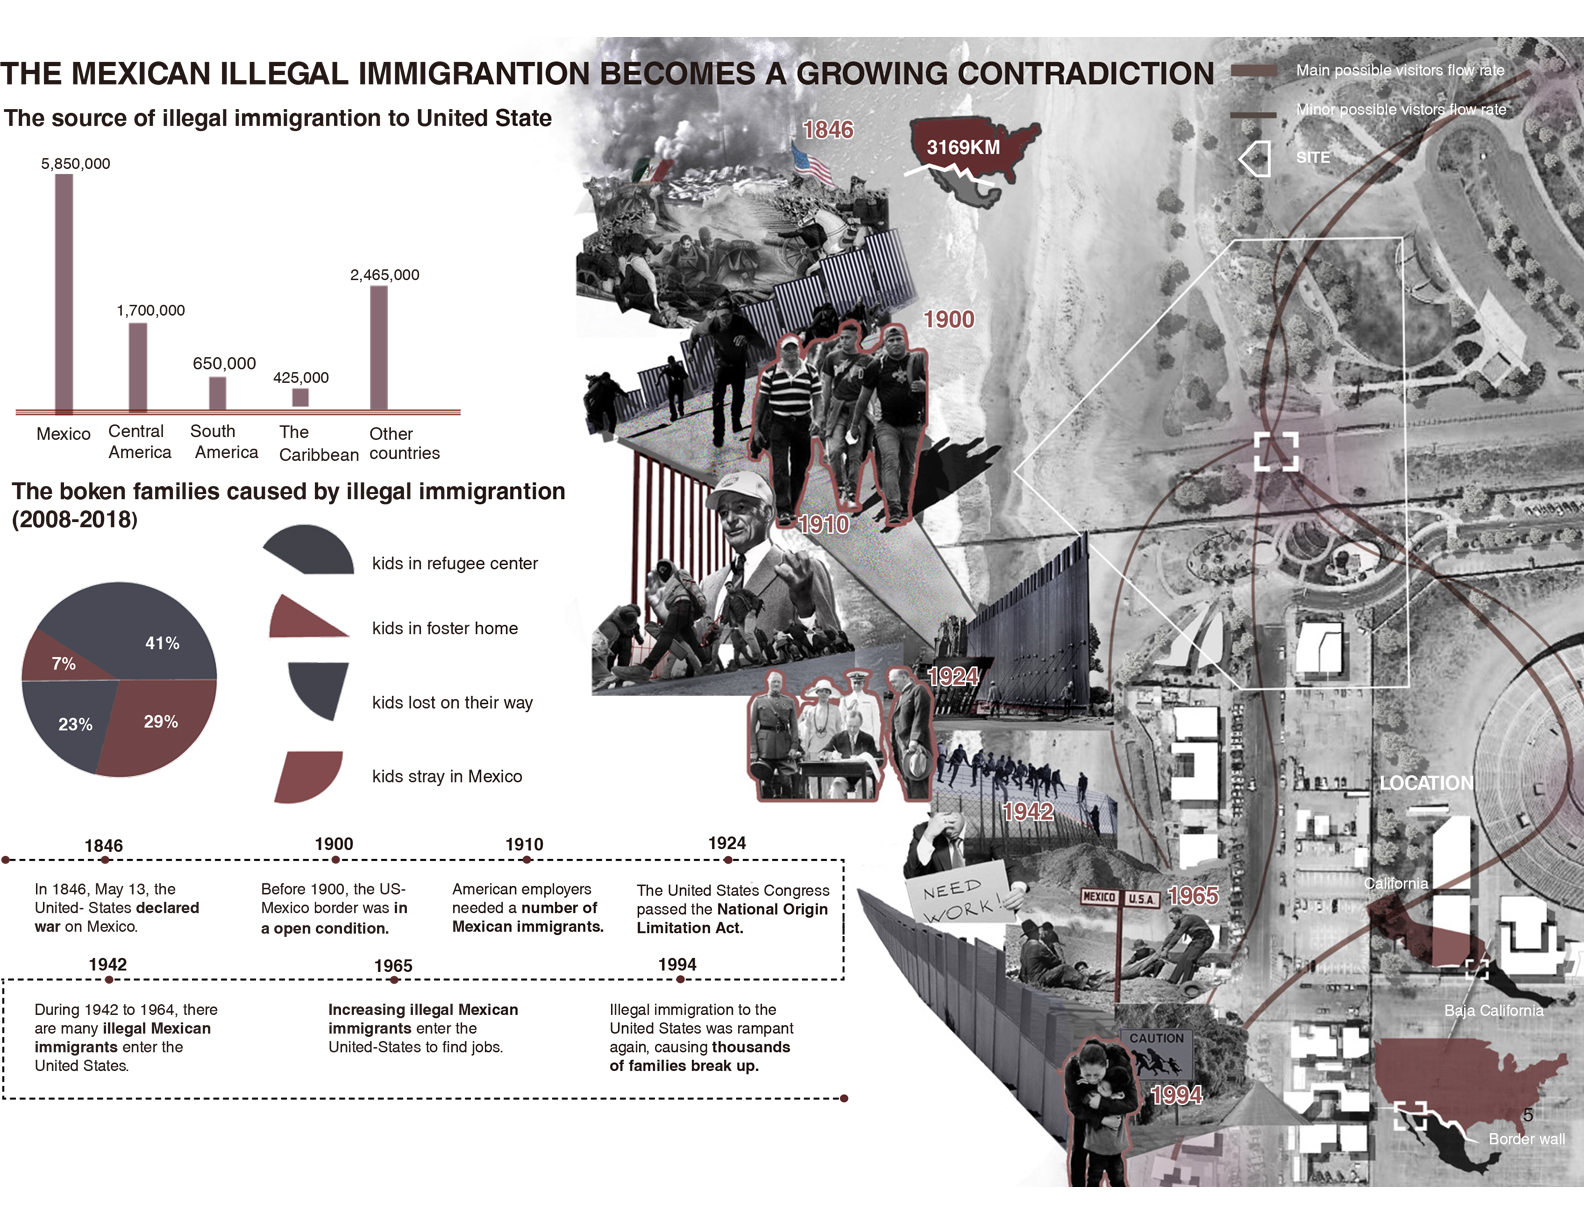 THE MEXICAN ILLEGAL IMMIGRANTION BECOMES A GROWING CONTRADICTION
The source of illegal immigrantion to United State
5,850,000
1,700,000
650,000
425,000
2,465,000
Mexico
Central
America
South
America
The
Caribbean
Other
countries
The boken families caused by illegal immigrantion
(2008-2018)
41%
7%
23%
29%
kids in refugee center
kids in foster home
kids lost on their way
kids stray in Mexico
1846
In 1846, May 13, the
United- States declared
war on Mexico.
1900
Before 1900, the US-
Mexico border was in
a open condition.
1910
American employers
needed a number of
Mexican immigrants.
1924
The United States Congress
passed the National Origin
Limitation Act.
1942
During 1942 to 1964, there
are many illegal Mexican
immigrants enter the
United States.
1965
Increasing illegal Mexican
immigrants enter the
United-States to find jobs.
1994
Illegal immigration to the
United States was rampant
again, causing thousands
of families break up.
1846
3169KM
1900
1910
1924
1942
NEED
WORK!
MEXICO U.S.A.
1965
CAUTION
1994
Main possible visitors flow rate
Minor possible vistors flow rate
SITE
LOCATION
California
Baja California
5
Border wall